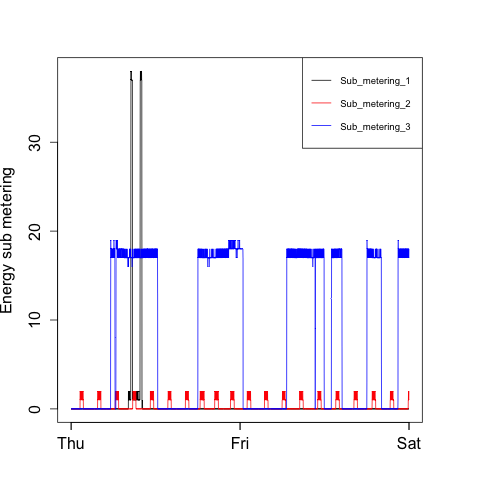 Sub_metering_1
Sub_metering_2
Sub_metering_3
Energy sub metering
30
20
10
0
Thu Fri Sat